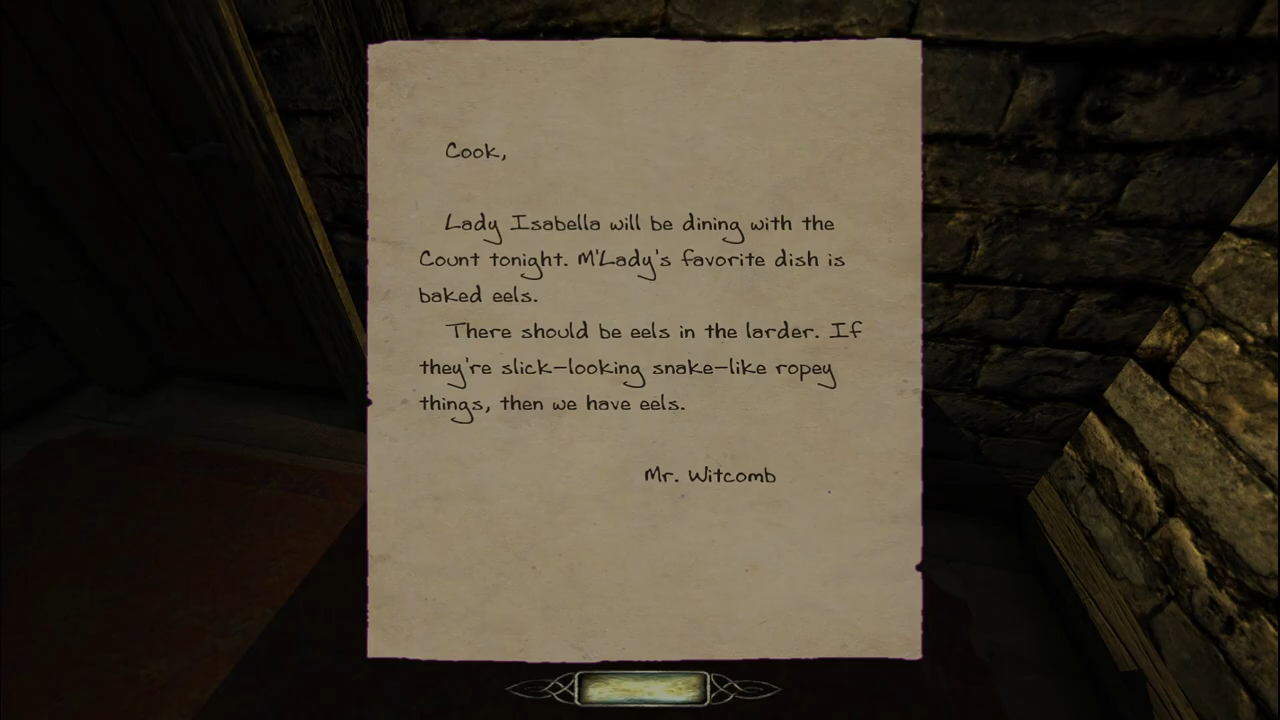 Cook,
Lady Isabella will be dining with the
Count tonight. M'Lady's favorite dish is
baked eels.
There should be eels in the larder. If
they're slick-looking snake-like ropey
things, then we have eels.
Mr. Witcomb